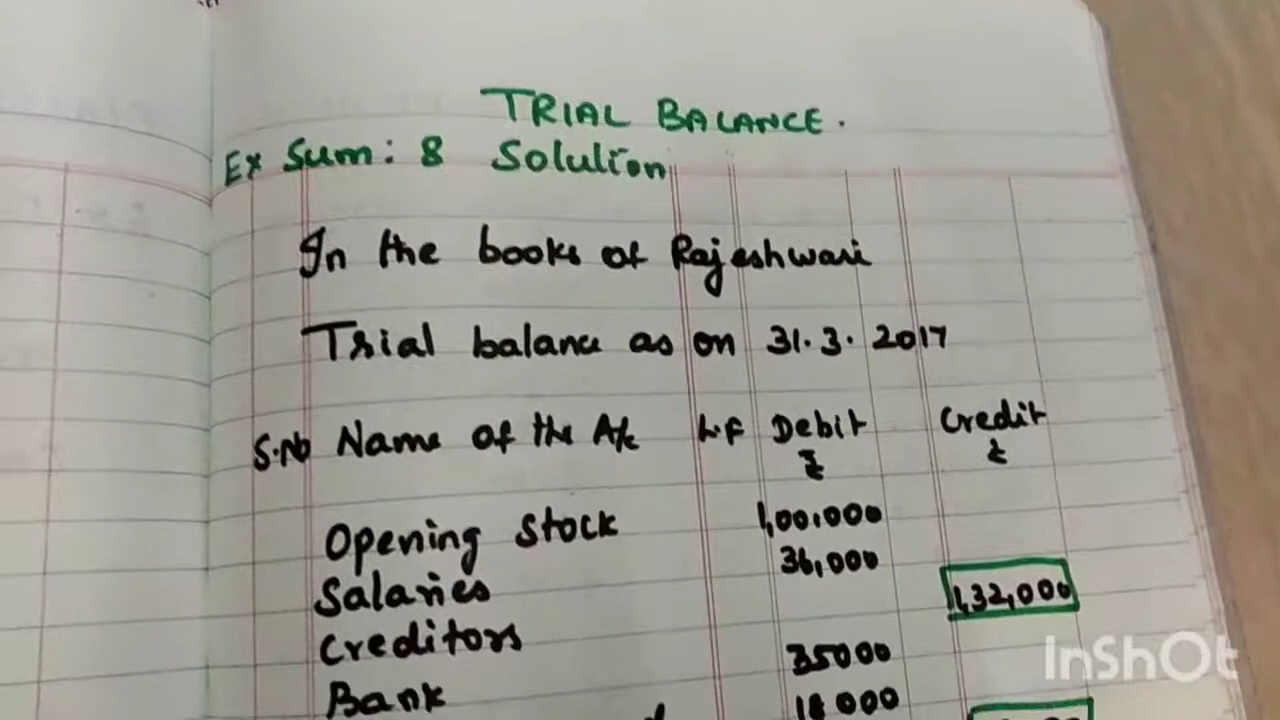 TRIAL BALANCE.
Ex Sum: 8 Solution
In the books of Rajeshwari
Trial balance as on 31.3.2017
S.No Name of the A/c L.F Debit ₹ Credit ₹
Opening stock 1,00,000
Salaries 36,000
Creditors 1,32,000
Bank 35000
000
InShOt